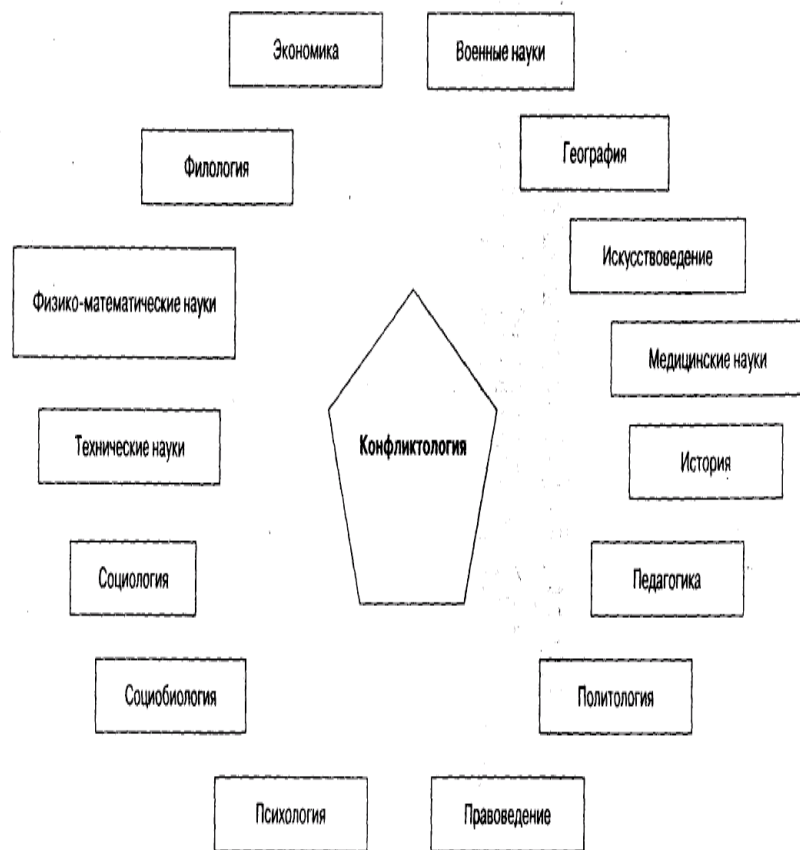 Экономика
Военные науки
Филология
География
Искусствоведение
Физико-математические науки
Медицинские науки
Конфликтология
Технические науки
История
Социология
Педагогика
Социобиология
Политология
Психология
Правоведение